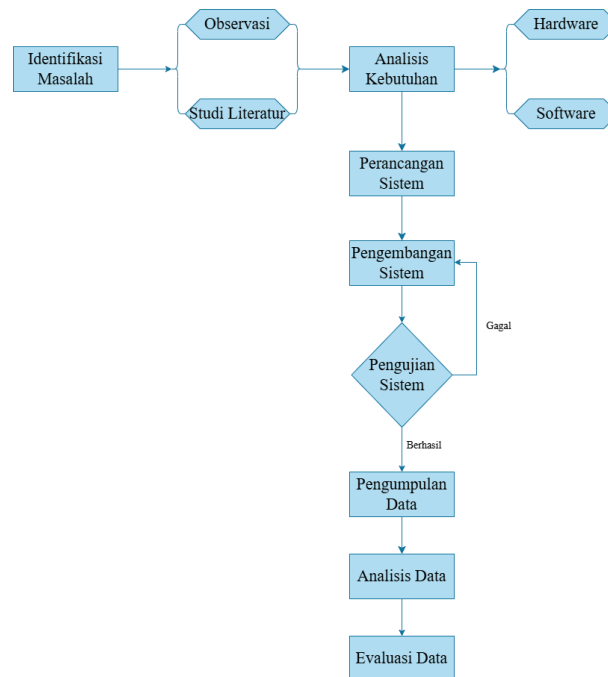 Observasi
Hardware
Identifikasi
Masalah
Analisis
Kebutuhan
Studi Literatur
Software
Perancangan
Sistem
Pengembangan
Sistem
Gagal
Pengujian
Sistem
Berhasil
Pengumpulan
Data
Analisis Data
Evaluasi Data